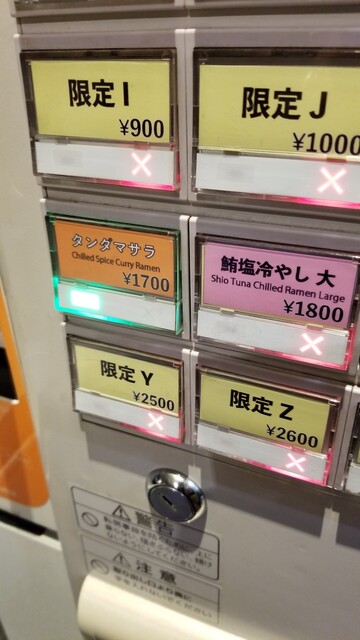 限定 I
¥900
限定 J
¥1000
タンダマサラ
Chilled Spice Curry Ramen
¥1700
鮪塩冷やし 大
Shio Tuna Chilled Ramen Large
¥1800
限定 Y
¥2500
限定 Z
¥2600
警告
注意